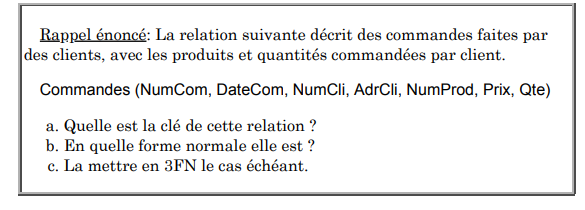 Rappel énoncé: La relation suivante décrit des commandes faites par
des clients, avec les produits et quantités commandées par client.
Commandes (NumCom, DateCom, NumCli, AdrCli, NumProd, Prix, Qte)
a. Quelle est la clé de cette relation ?
b. En quelle forme normale elle est ?
c. La mettre en 3FN le cas échéant.